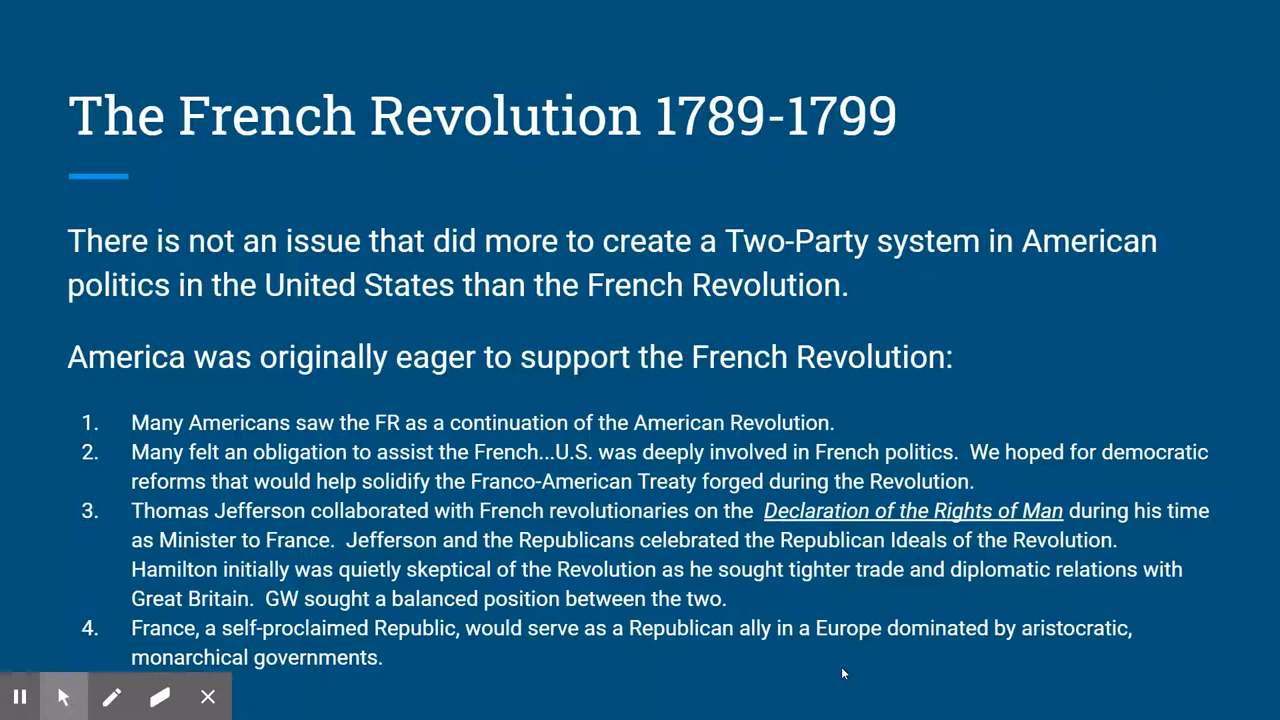 The French Revolution 1789-1799
There is not an issue that did more to create a Two-Party system in American
politics in the United States than the French Revolution.
America was originally eager to support the French Revolution:
1. Many Americans saw the FR as a continuation of the American Revolution.
2. Many felt an obligation to assist the French...U.S. was deeply involved in French politics.  We hoped for democratic
reforms that would help solidify the Franco-American Treaty forged during the Revolution.
3. Thomas Jefferson collaborated with French revolutionaries on the  Declaration of the Rights of Man during his time
as Minister to France.  Jefferson and the Republicans celebrated the Republican Ideals of the Revolution.
Hamilton initially was quietly skeptical of the Revolution as he sought tighter trade and diplomatic relations with
Great Britain.  GW sought a balanced position between the two.
4. France, a self-proclaimed Republic, would serve as a Republican ally in a Europe dominated by aristocratic,
monarchical governments.